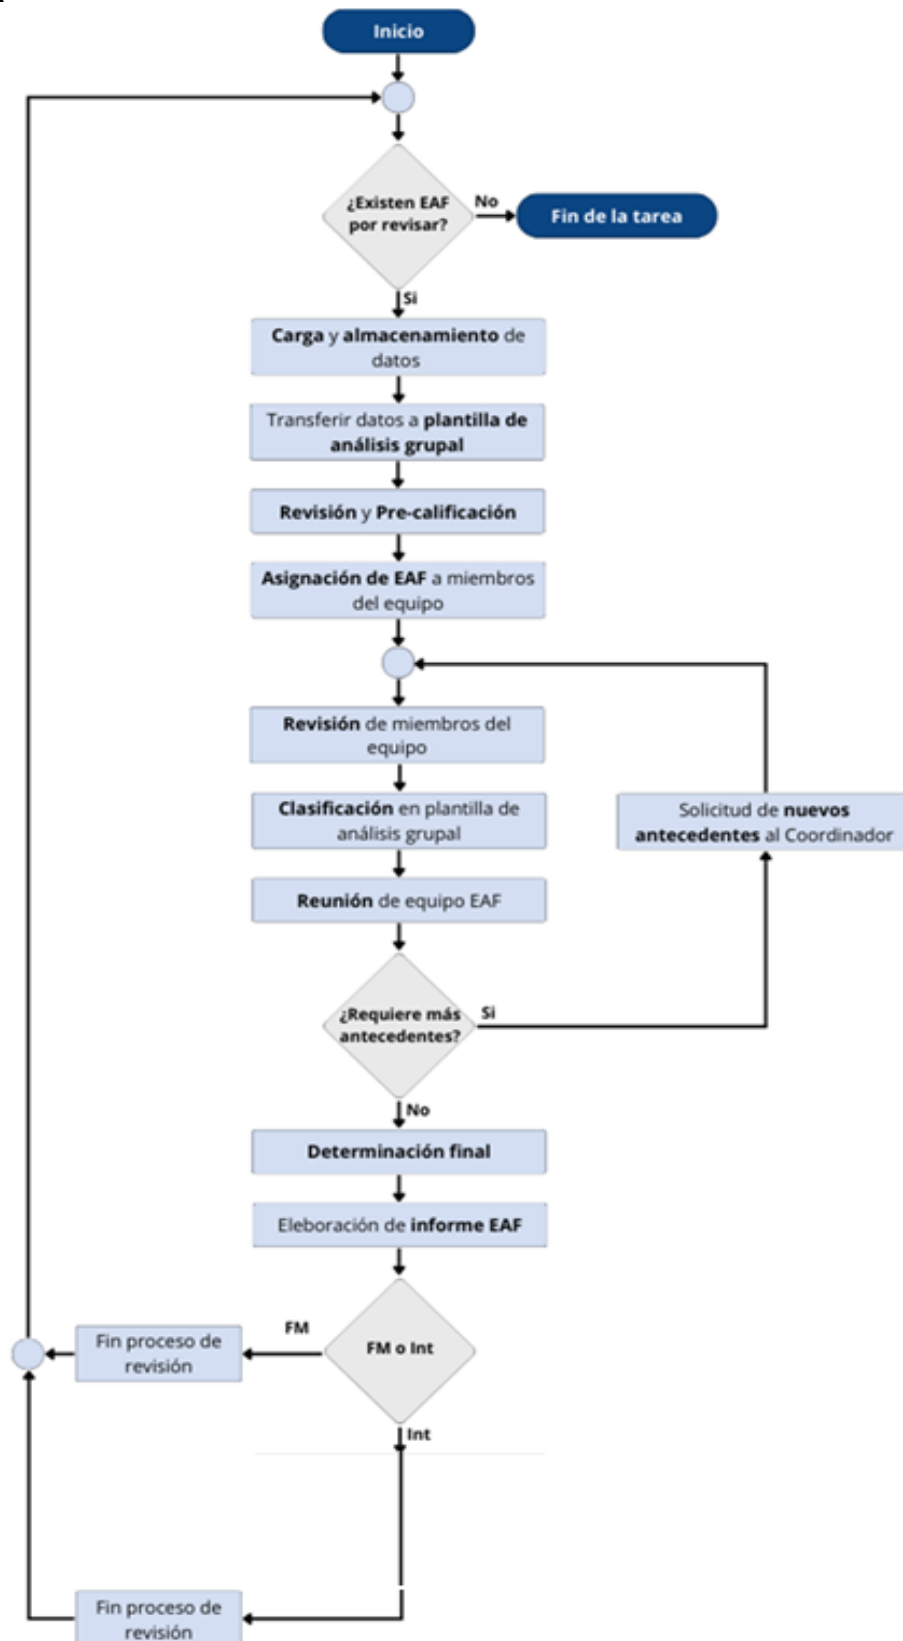 Inicio
¿Existen EAF
por revisar?
No
Fin de la tarea
Si
Carga y almacenamiento de
datos
Transferir datos a plantilla de
análisis grupal
Revisión y Pre-calificación
Asignación de EAF a miembros
del equipo
Revisión de miembros del
equipo
Clasificación en plantilla de
análisis grupal
Solicitud de nuevos
antecedentes al Coordinador
Reunión de equipo EAF
¿Requiere más
antecedentes?
Si
No
Determinación final
Eleboración de informe EAF
FM o Int
FM
Fin proceso de
revisión
Int
Fin proceso de
revisión